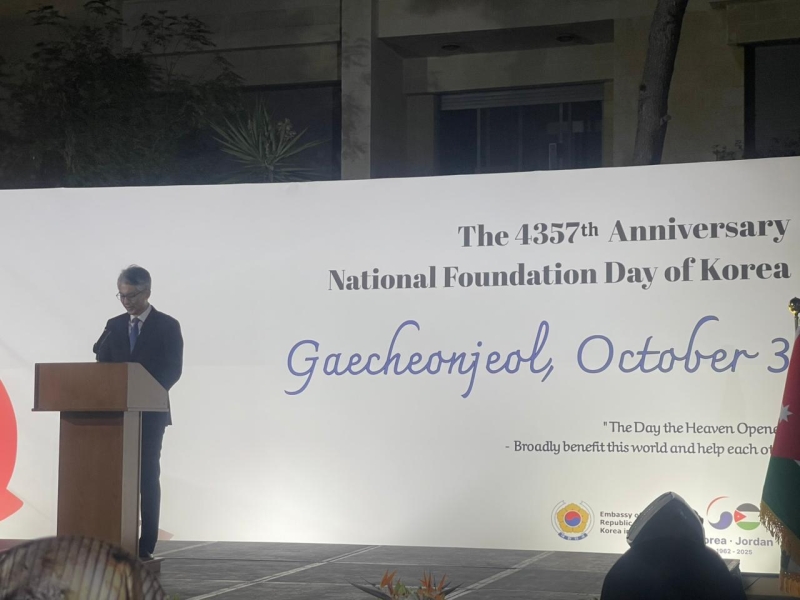 The 4357th Anniversary
National Foundation Day of Korea
Gaecheonjeol, October 3
"The Day the Heaven Opene
- Broadly benefit this world and help each ot
Embassy of
Republic
Korea in
orea · Jordan
1962 - 2025